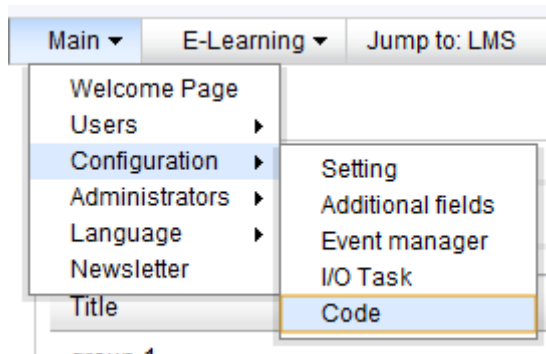 Main ▾ E-Learning ▾ Jump to: LMS
Welcome Page
Users
Configuration
Administrators
Language
Newsletter
Setting
Additional fields
Event manager
I/O Task
Code
Title